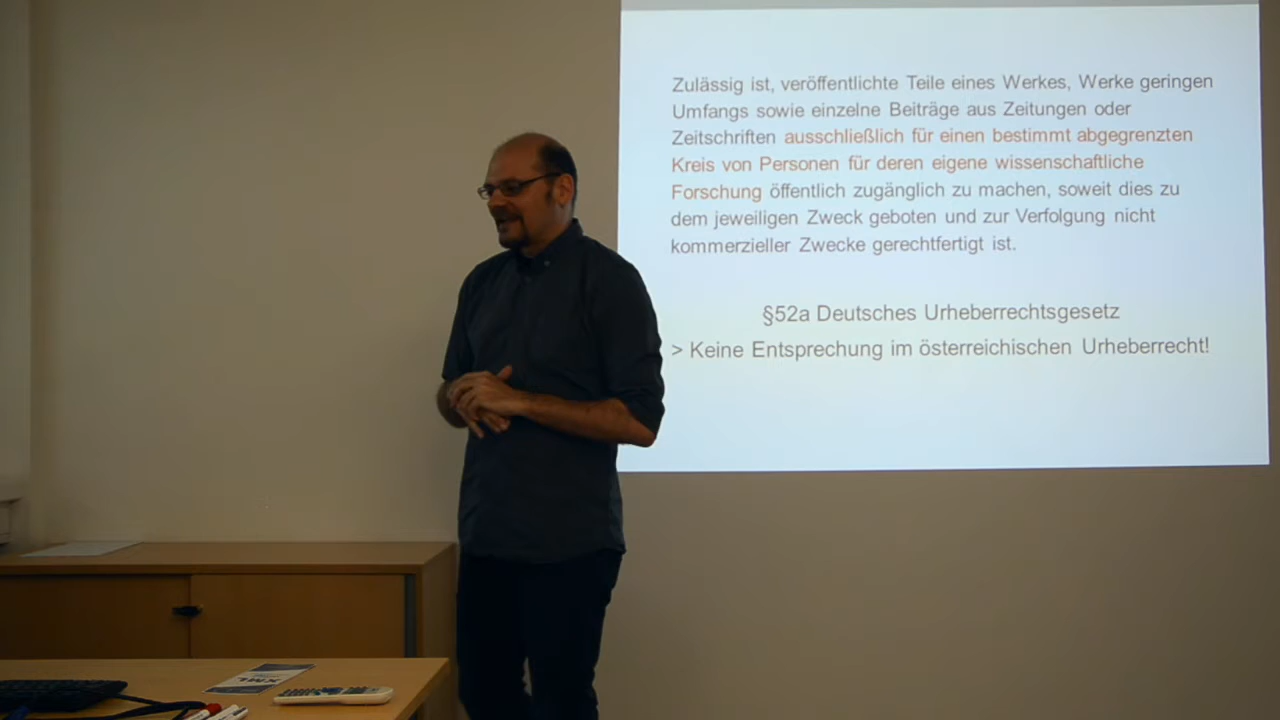 Zulässig ist, veröffentlichte Teile eines Werkes, Werke geringen
Umfangs sowie einzelne Beiträge aus Zeitungen oder
Zeitschriften ausschließlich für einen bestimmt abgegrenzten
Kreis von Personen für deren eigene wissenschaftliche
Forschung öffentlich zugänglich zu machen, soweit dies zu
dem jeweiligen Zweck geboten und zur Verfolgung nicht
kommerzieller Zwecke gerechtfertigt ist.
§52a Deutsches Urheberrechtsgesetz
> Keine Entsprechung im österreichischen Urheberrecht!
KML